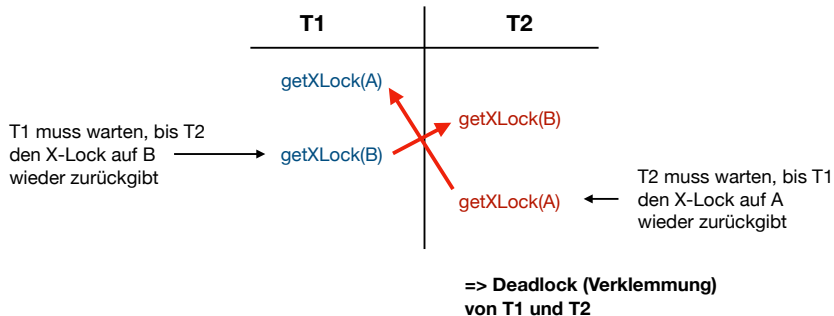 T1
T2
getXLock(A)
getXLock(B)
T1 muss warten, bis T2
den X-Lock auf B
wieder zurückgibt
getXLock(B)
getXLock(A)
T2 muss warten, bis T1
den X-Lock auf A
wieder zurückgibt
=> Deadlock (Verklemmung)
von T1 und T2